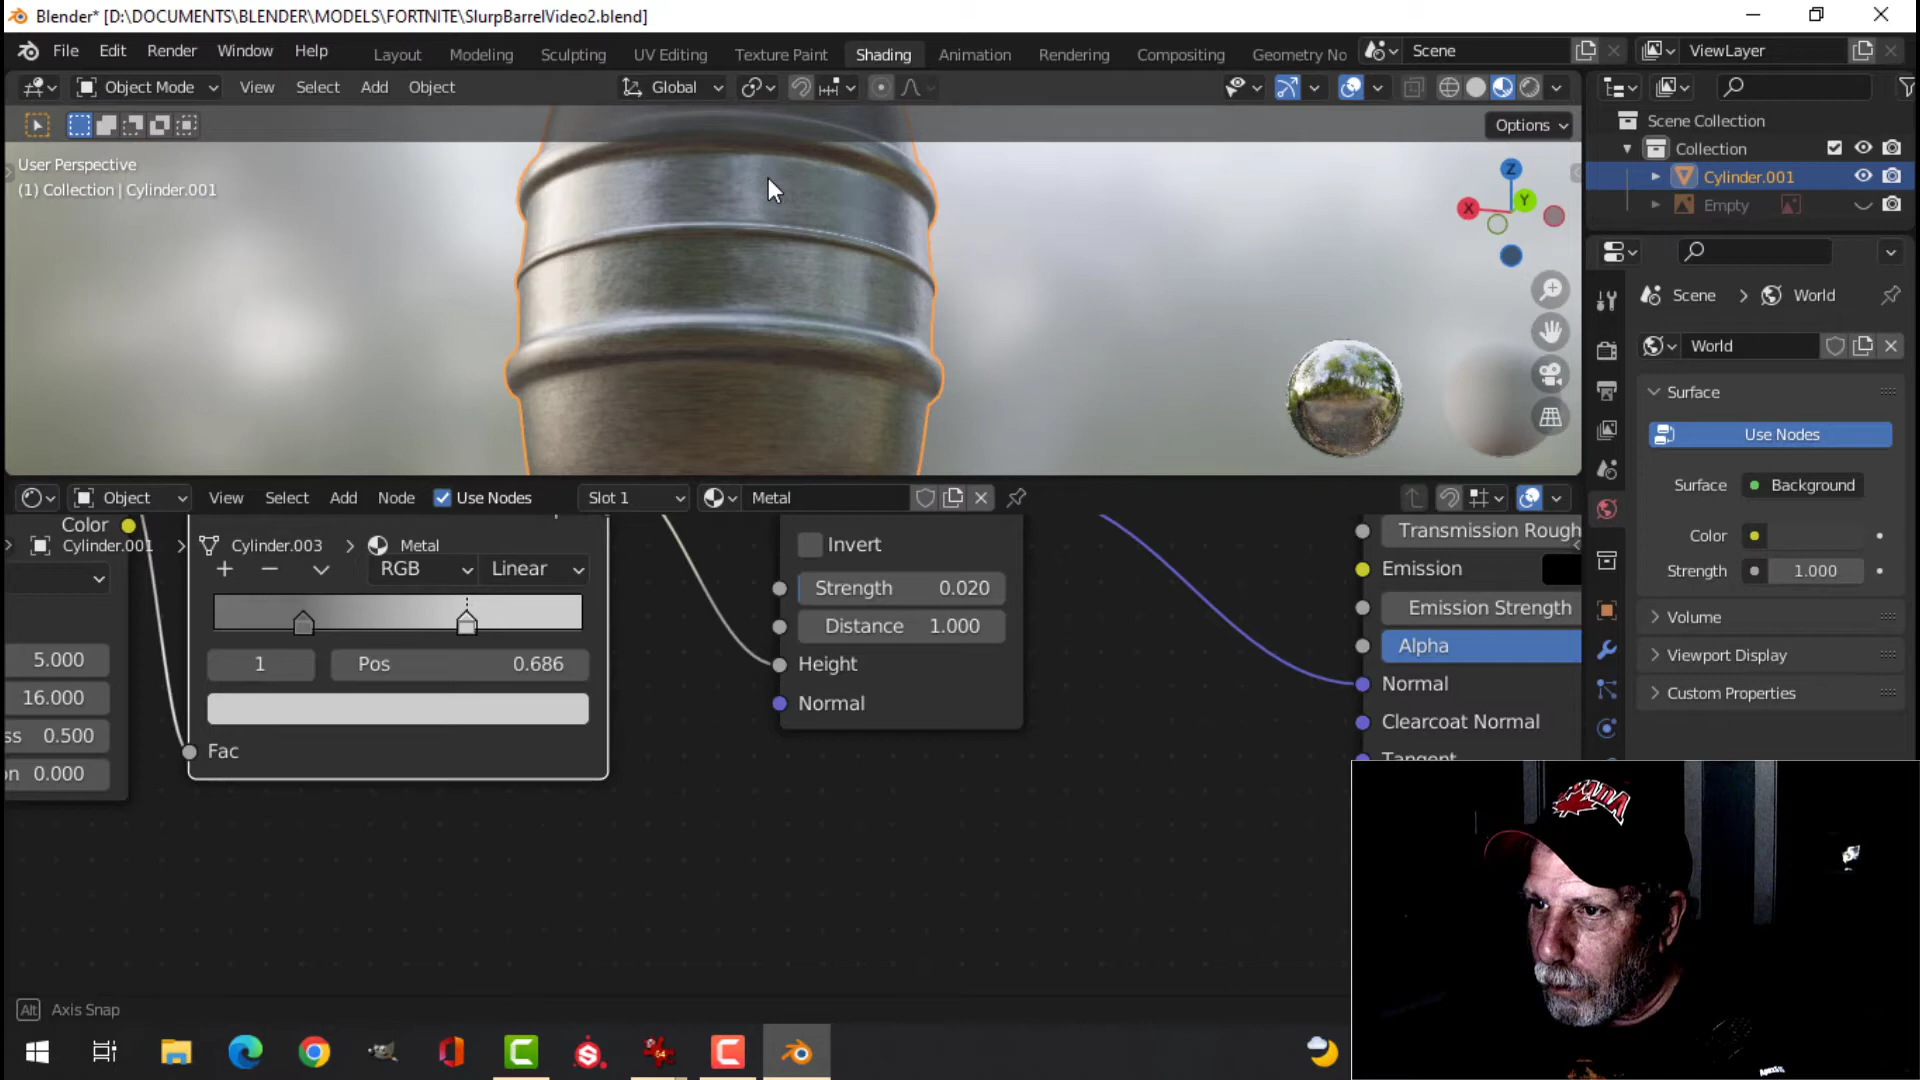 Blender* [D:\DOCUMENTS\BLENDER\MODELS\FORTNITE\SlurpBarrelVideo2.blend]
File Edit Render Window Help Layout Modeling Sculpting UV Editing Texture Paint Shading Animation Rendering Compositing Geometry No Scene ViewLayer
Object Mode View Select Add Object Global
Options
User Perspective
(1) Collection | Cylinder.001
Z
Y
X
Scene Collection
Collection
Cylinder.001
Empty
Scene > World
World
Surface
Use Nodes
Surface Background
Color
Strength 1.000
Volume
Viewport Display
Custom Properties
Object View Select Add Node Use Nodes Slot 1 Metal
Color
Cylinder.001 > Cylinder.003 > Metal
RGB Linear
1 Pos 0.686
Fac
5.000
16.000
ss 0.500
on 0.000
Invert
Strength 0.020
Distance 1.000
Height
Normal
Transmission Rough
Emission
Emission Strength
Alpha
Normal
Clearcoat Normal
Tangent
Alt Axis Snap